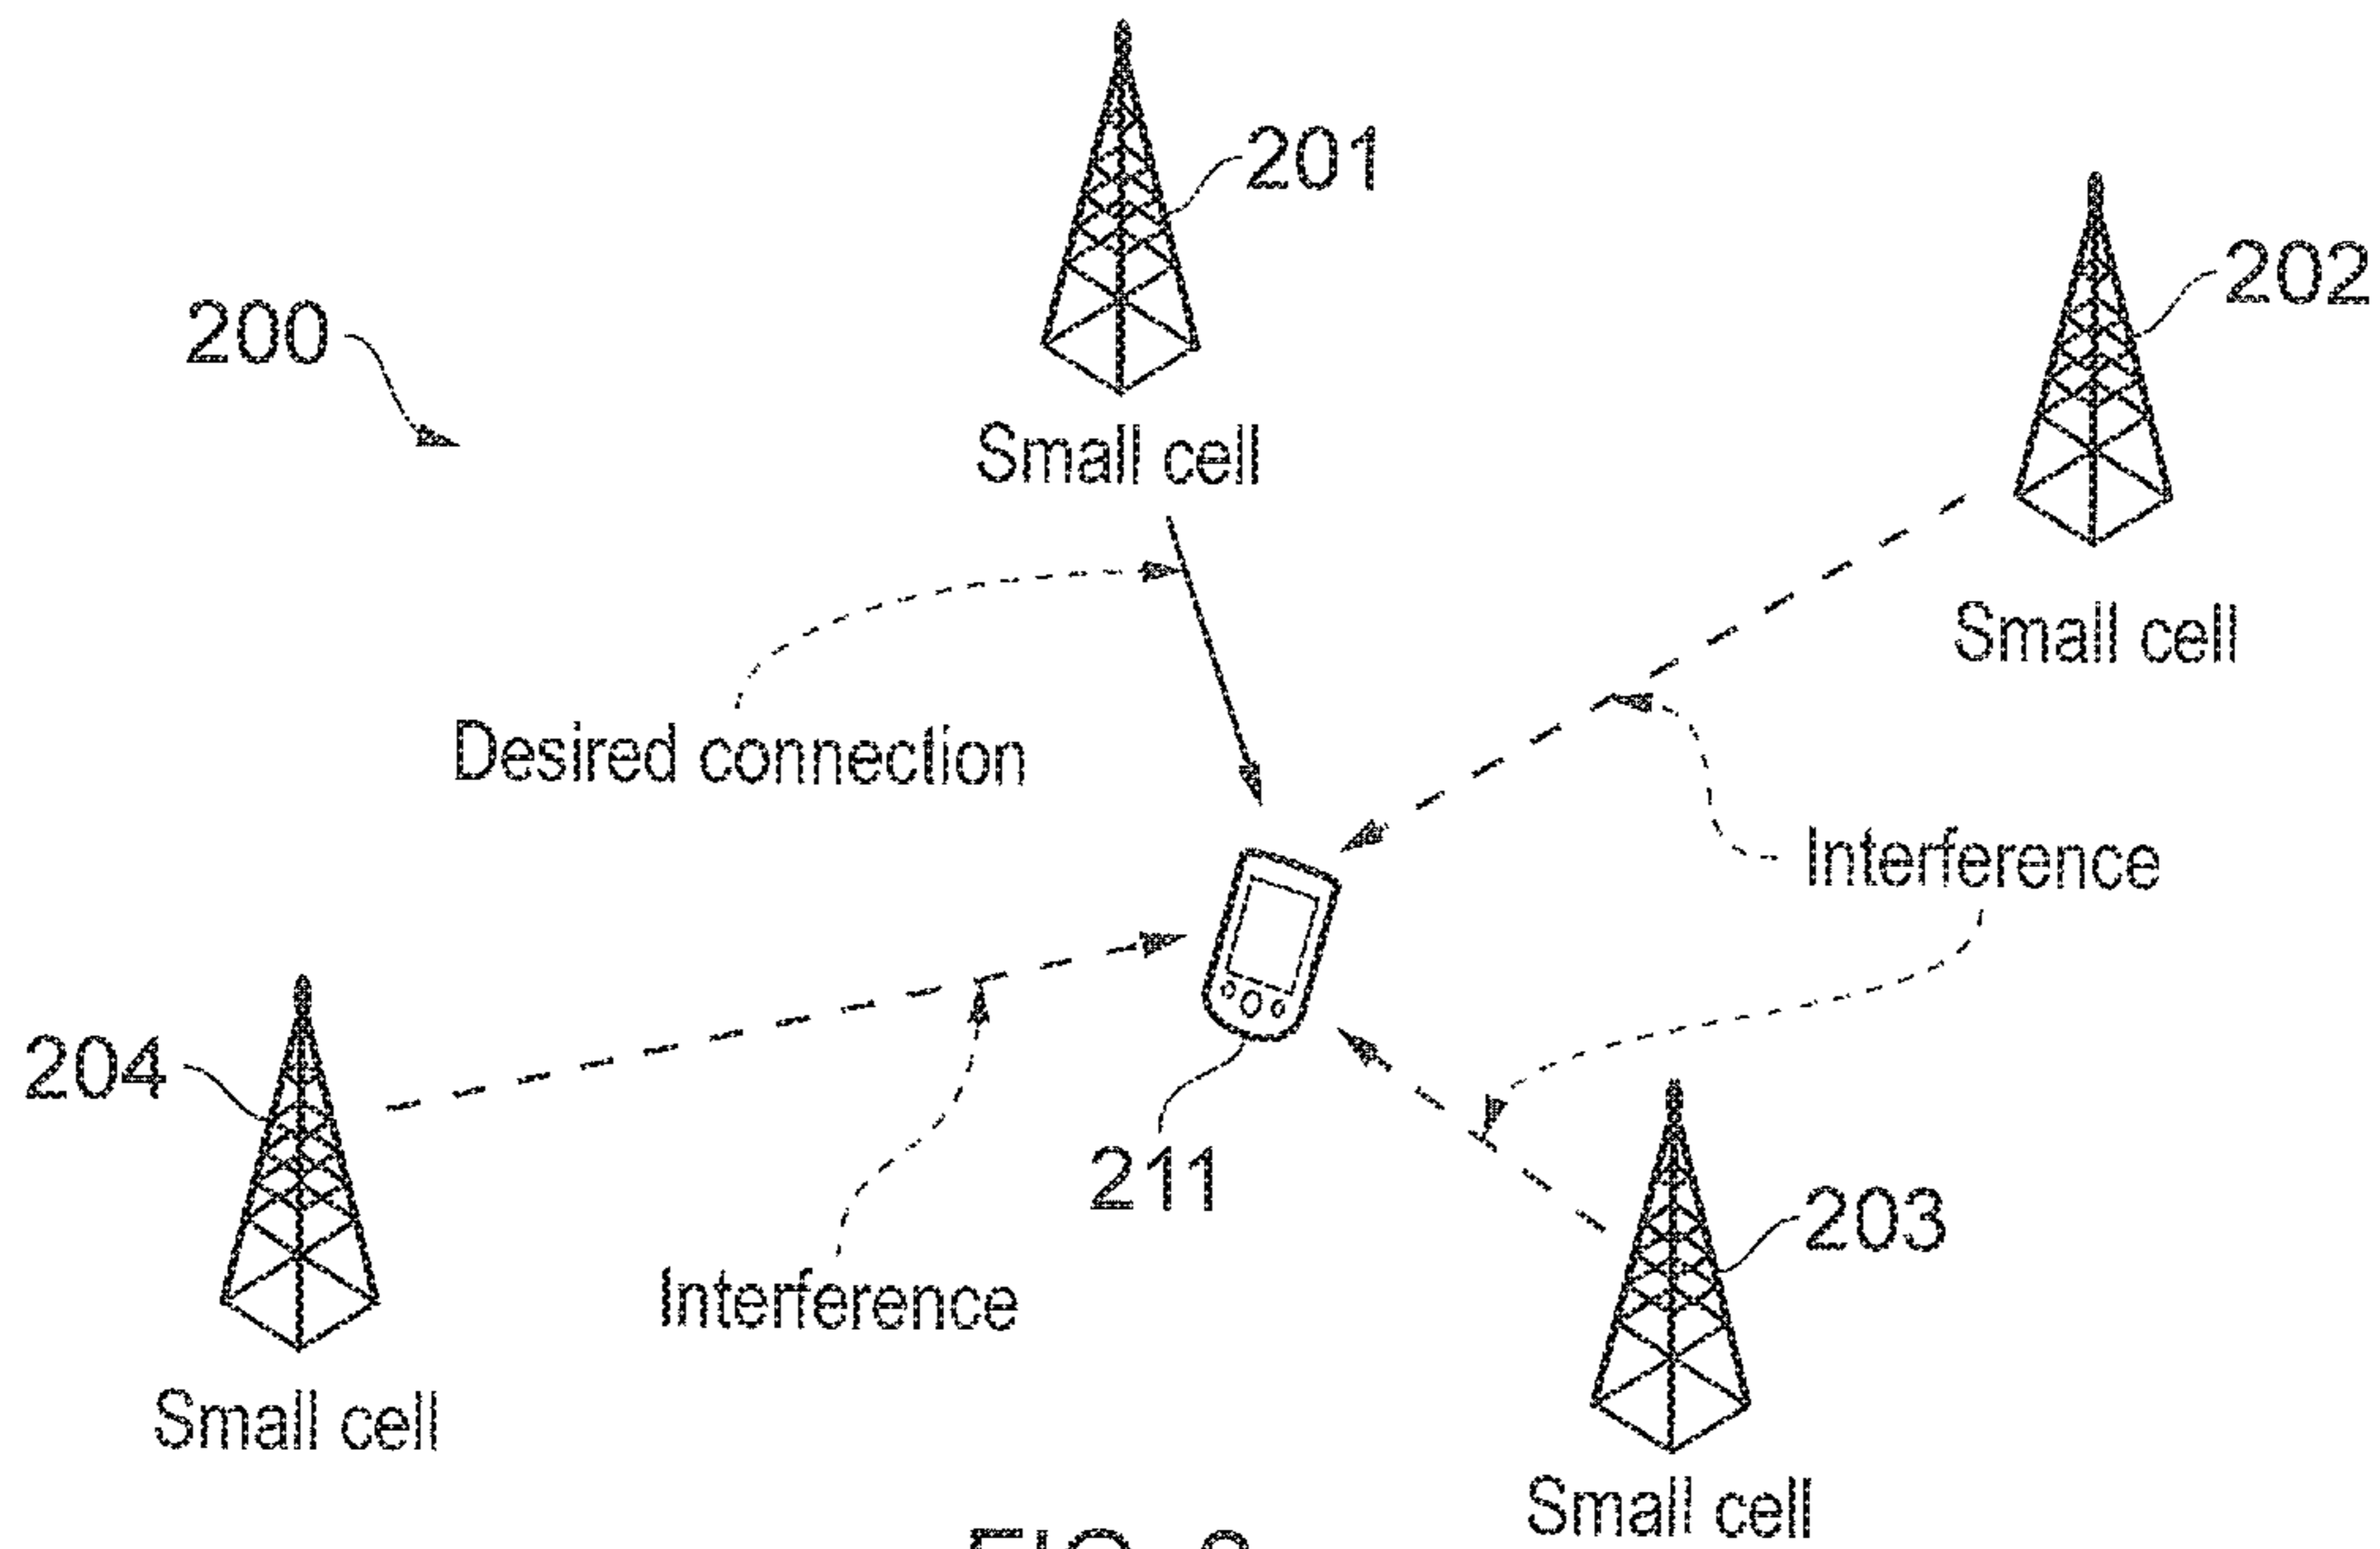 201
202
200
Small cell
Small cell
Desired connection
Interference
204
211
203
Interference
Small cell
Small cell